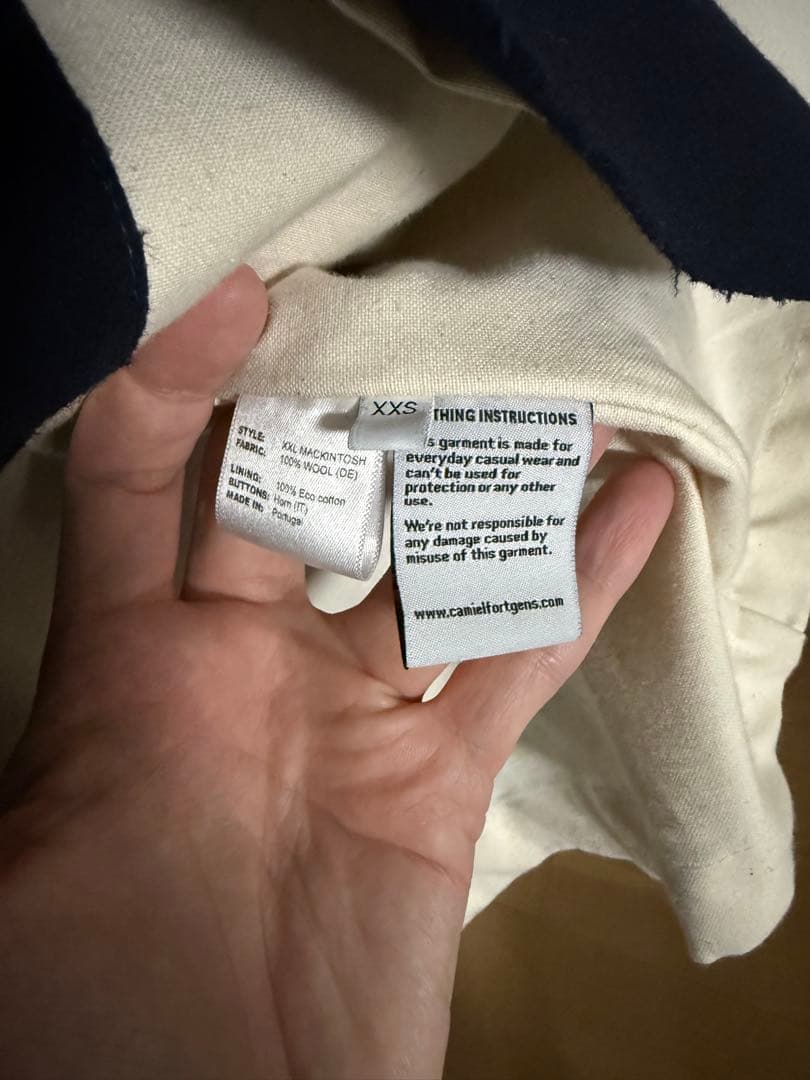 STYLE: XXL MACKINTOSH
FABRIC: 100% WOOL (DE)
LINING: 100% Eco cotton
BUTTONS: Horn (IT)
MADE IN: Portugal
XXS
THING INSTRUCTIONS
s garment is made for
everyday casual wear and
can't be used for
protection or any other
use.
We're not responsible for
any damage caused by
misuse of this garment.
www.camielfortgens.com